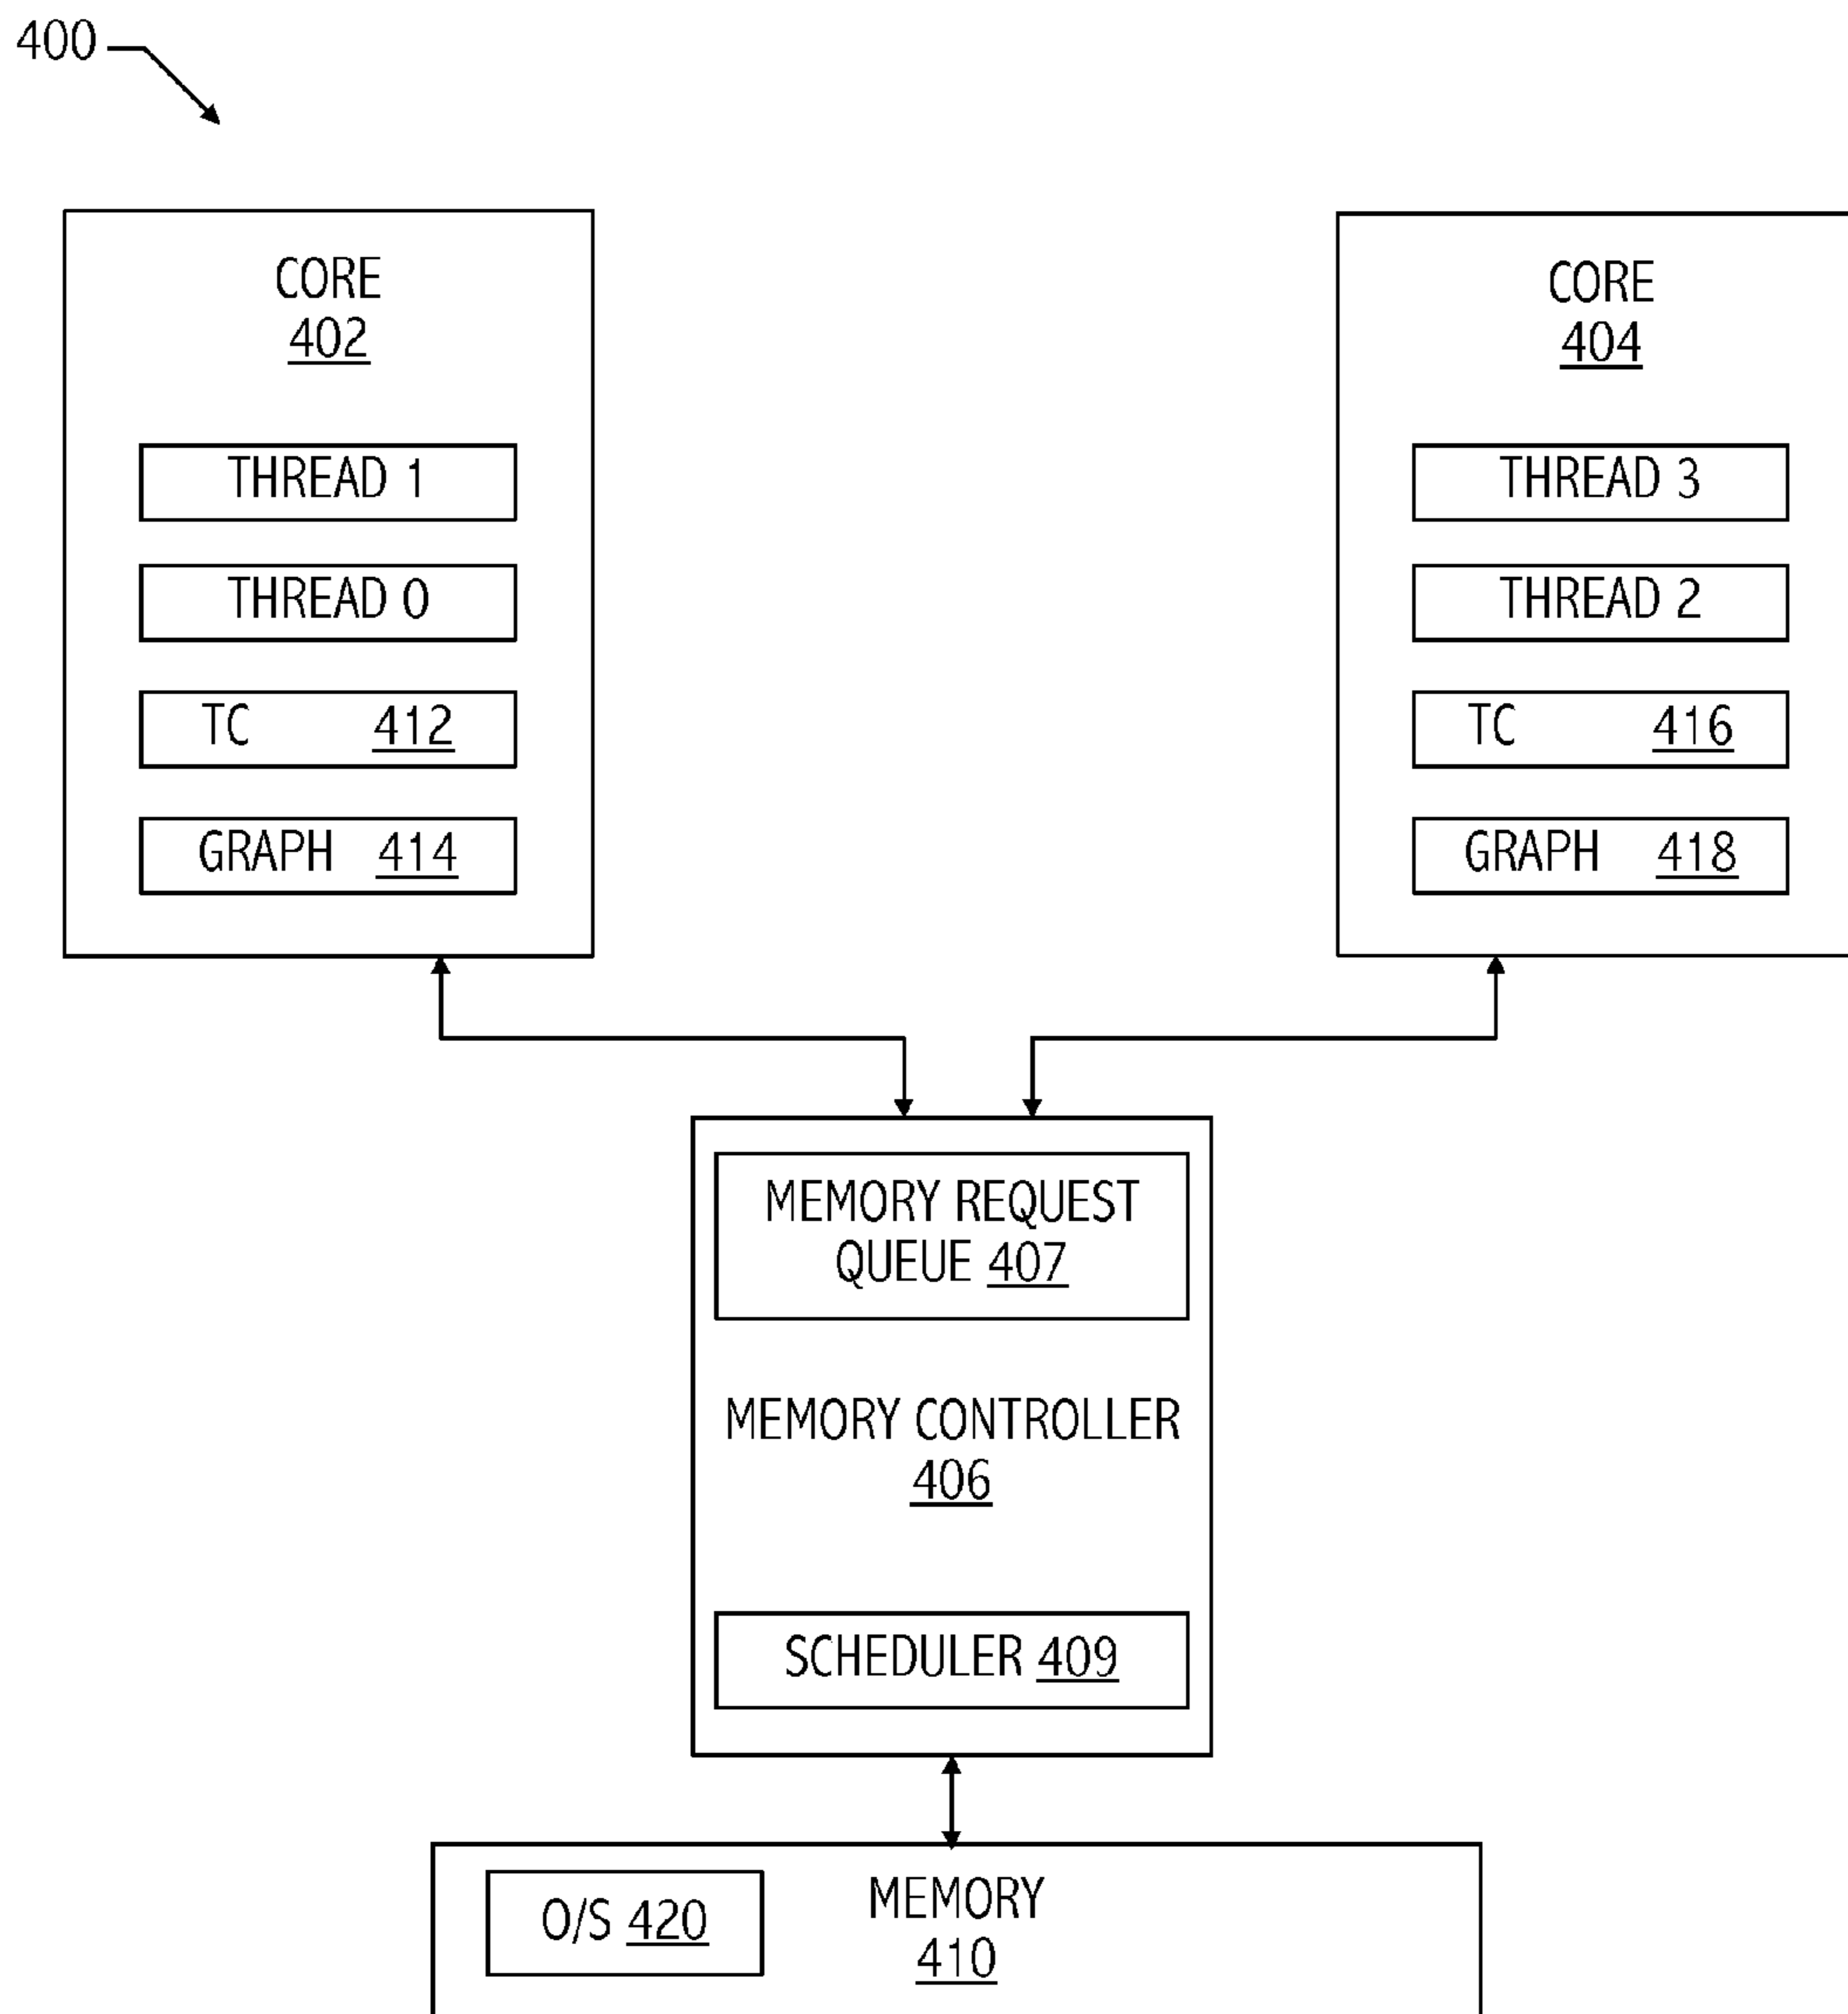 400
CORE
402
THREAD 1
THREAD 0
TC 412
GRAPH 414
CORE
404
THREAD 3
THREAD 2
TC 416
GRAPH 418
MEMORY REQUEST
QUEUE 407
MEMORY CONTROLLER
406
SCHEDULER 409
O/S 420
MEMORY
410